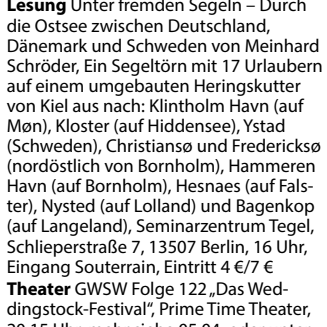 Lesung Unter fremden Segeln – Durch
die Ostsee zwischen Deutschland,
Dänemark und Schweden von Meinhard
Schröder, Ein Segeltörn mit 17 Urlaubern
auf einem umgebauten Heringskutter
von Kiel aus nach: Klintholm Havn (auf
Møn), Kloster (auf Hiddensee), Ystad
(Schweden), Christiansø und Fredericksø
(nordöstlich von Bornholm), Hammeren
Havn (auf Bornholm), Hesnaes (auf Fals-
ter), Nysted (auf Lolland) und Bagenkop
(auf Langeland), Seminarzentrum Tegel,
Schlieperstraße 7, 13507 Berlin, 16 Uhr,
Eingang Souterrain, Eintritt 4 €/7 €
Theater GWSW Folge 122 „Das Wed-
dingstock-Festival“, Prime Time Theater,